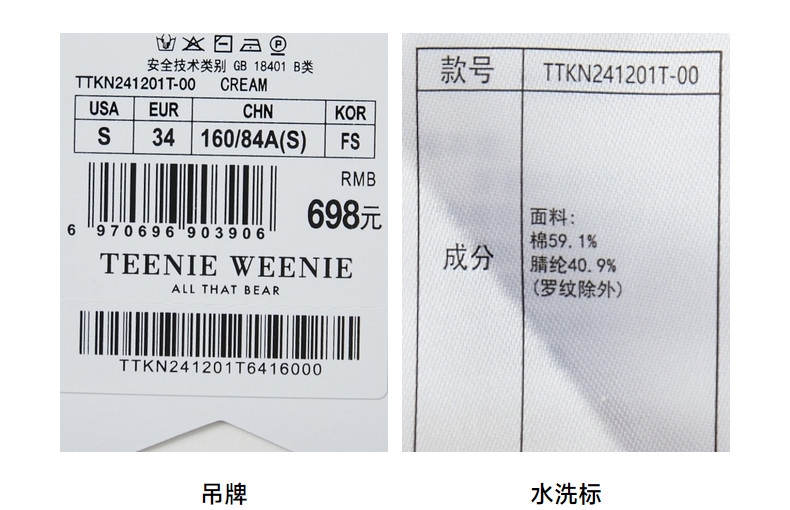 安全技术类别 GB 18401 B类
TTKN241201T-00 CREAM
USA EUR CHN KOR
S 34 160/84A(S) FS
RMB
698元
6 970696 903906
TEENIE WEENIE
ALL THAT BEAR
TTKN241201T6416000
吊牌
款号 TTKN241201T-00
成分
面料:
棉59.1%
腈纶40.9%
(罗纹除外)
水洗标